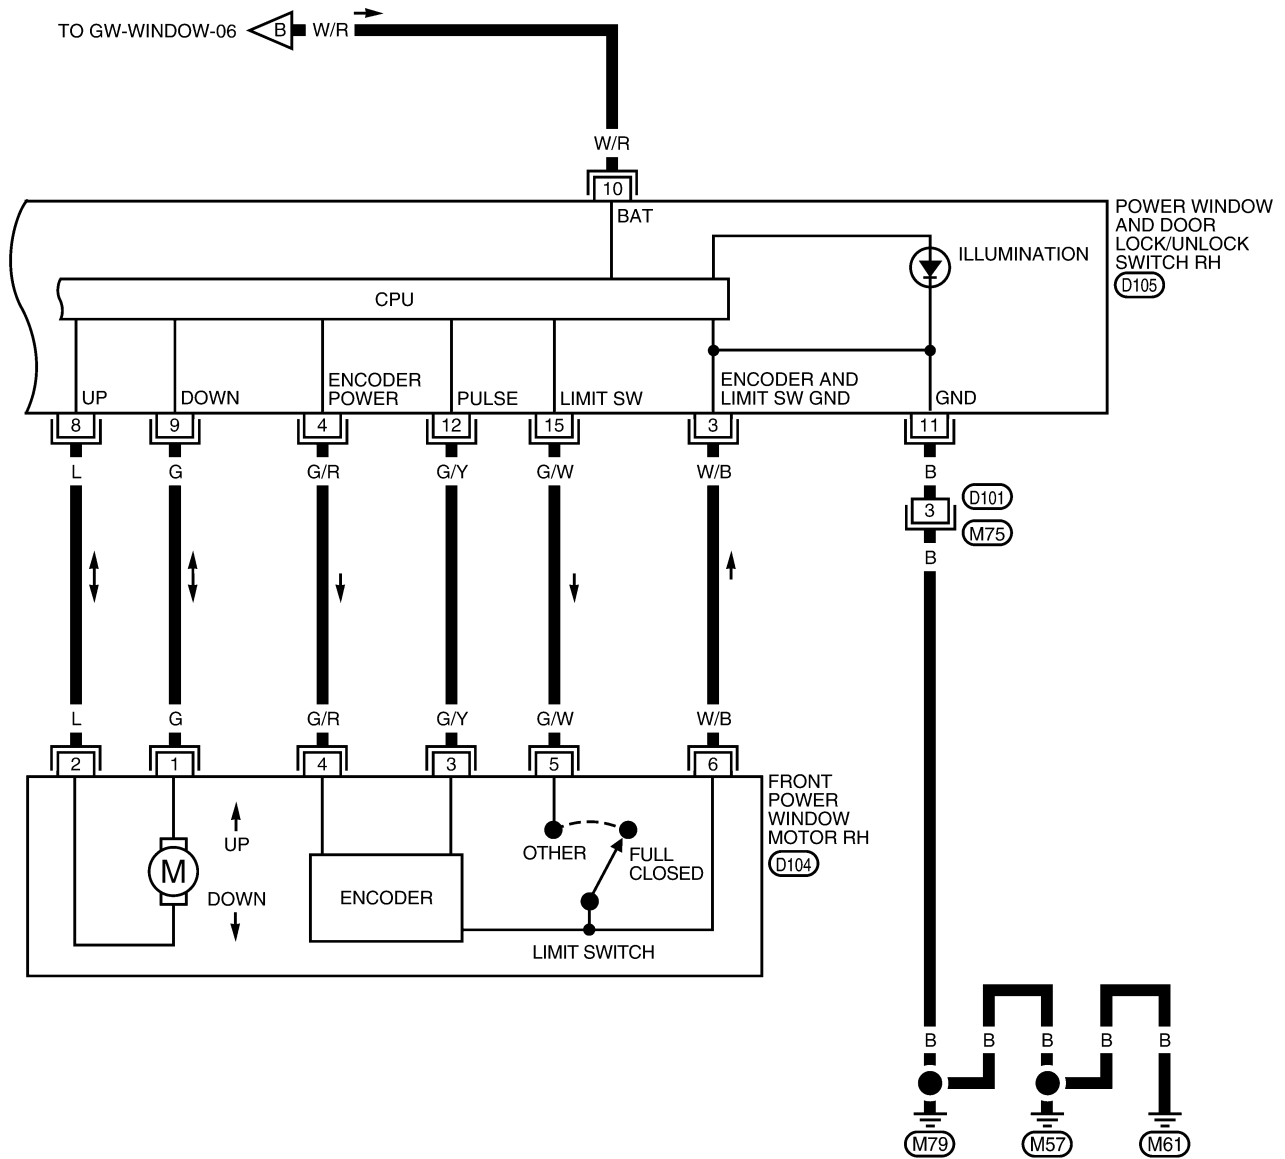 TO GW-WINDOW-06 B W/R
W/R
10
BAT
POWER WINDOW
AND DOOR
LOCK/UNLOCK
SWITCH RH
D105
ILLUMINATION
CPU
UP
DOWN
ENCODER
POWER
PULSE
LIMIT SW
ENCODER AND
LIMIT SW GND
GND
8 9 4 12 15 3 11
L G G/R G/Y G/W W/B B
3
D101
M75
B
L G G/R G/Y G/W W/B
2 1 4 3 5 6
FRONT
POWER
WINDOW
MOTOR RH
D104
M
UP
DOWN
ENCODER
OTHER
FULL
CLOSED
LIMIT SWITCH
B B B B B
M79 M57 M61